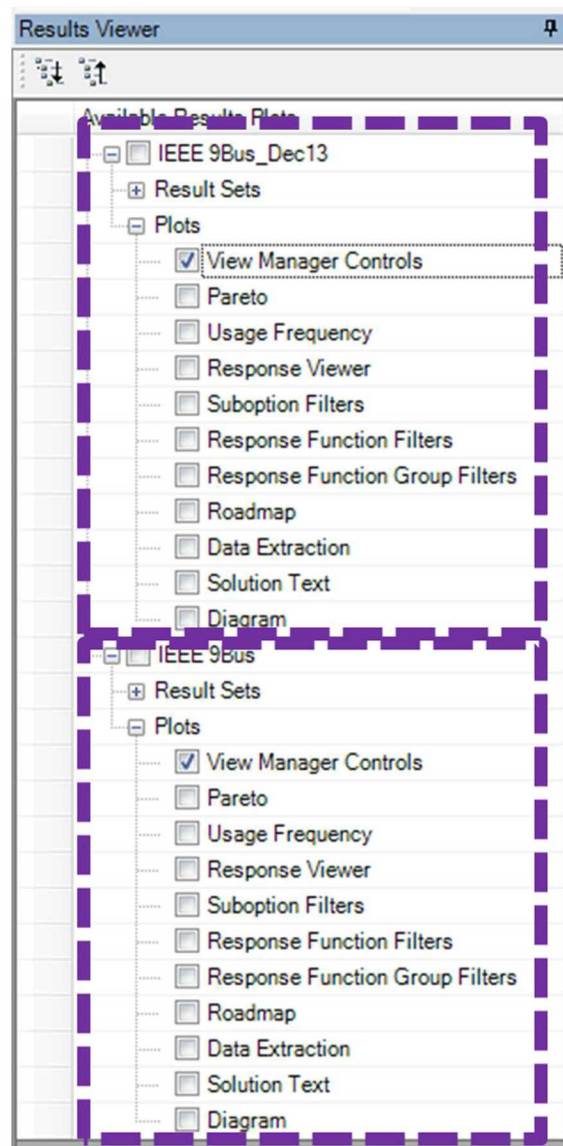 Results Viewer
Available Results Plots
IEEE 9Bus_Dec13
Result Sets
Plots
View Manager Controls
Pareto
Usage Frequency
Response Viewer
Suboption Filters
Response Function Filters
Response Function Group Filters
Roadmap
Data Extraction
Solution Text
Diagram
IEEE 9Bus
Result Sets
Plots
View Manager Controls
Pareto
Usage Frequency
Response Viewer
Suboption Filters
Response Function Filters
Response Function Group Filters
Roadmap
Data Extraction
Solution Text
Diagram